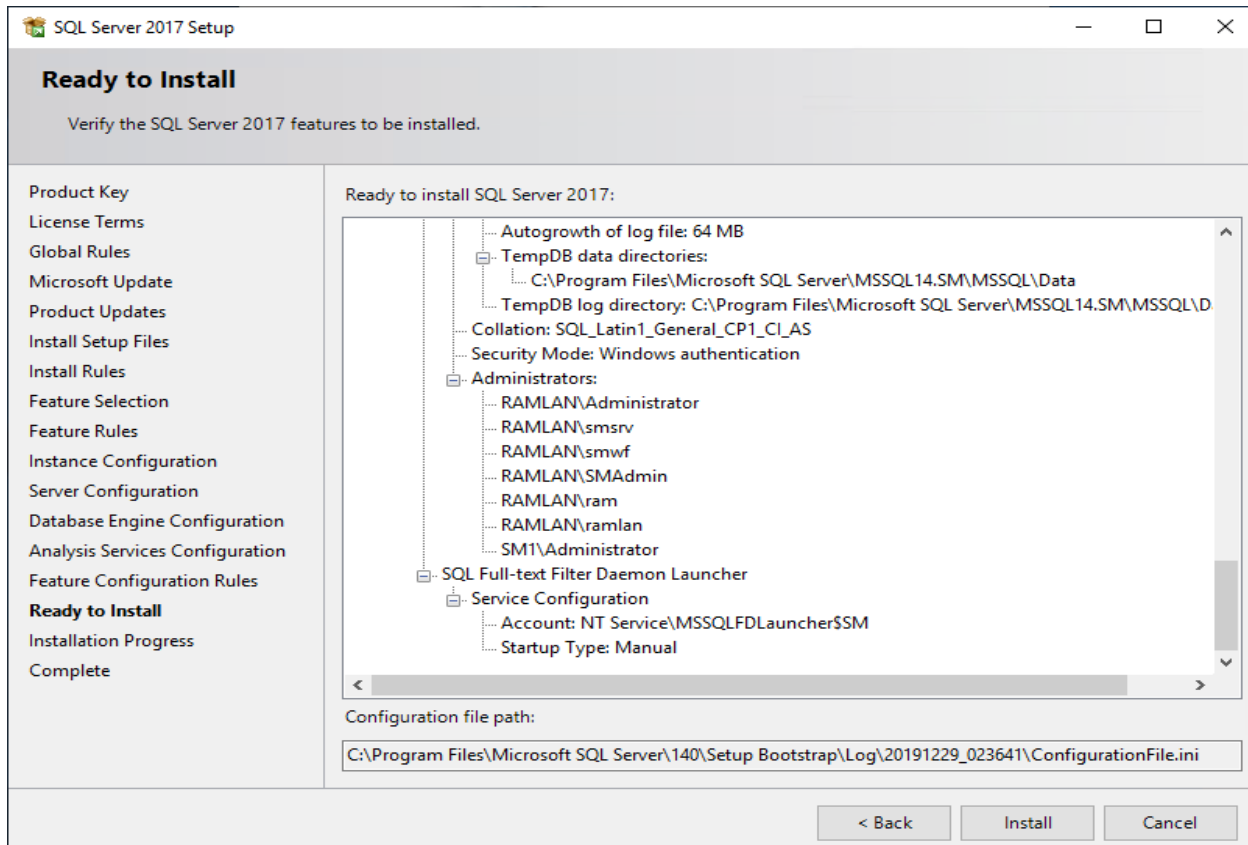 SQL Server 2017 Setup
Ready to Install
Verify the SQL Server 2017 features to be installed.
Product Key
License Terms
Global Rules
Microsoft Update
Product Updates
Install Setup Files
Install Rules
Feature Selection
Feature Rules
Instance Configuration
Server Configuration
Database Engine Configuration
Analysis Services Configuration
Feature Configuration Rules
Ready to Install
Installation Progress
Complete
Ready to install SQL Server 2017:
Autogrowth of log file: 64 MB
TempDB data directories:
C:\Program Files\Microsoft SQL Server\MSSQL14.SM\MSSQL\Data
TempDB log directory: C:\Program Files\Microsoft SQL Server\MSSQL14.SM\MSSQL\D
Collation: SQL_Latin1_General_CP1_CI_AS
Security Mode: Windows authentication
Administrators:
RAMLAN\Administrator
RAMLAN\smsrv
RAMLAN\smwf
RAMLAN\SMAdmin
RAMLAN\ram
RAMLAN\ramlan
SM1\Administrator
SQL Full-text Filter Daemon Launcher
Service Configuration
Account: NT Service\MSSQLFDLauncher$SM
Startup Type: Manual
Configuration file path:
C:\Program Files\Microsoft SQL Server\140\Setup Bootstrap\Log\20191229_023641\ConfigurationFile.ini
< Back
Install
Cancel